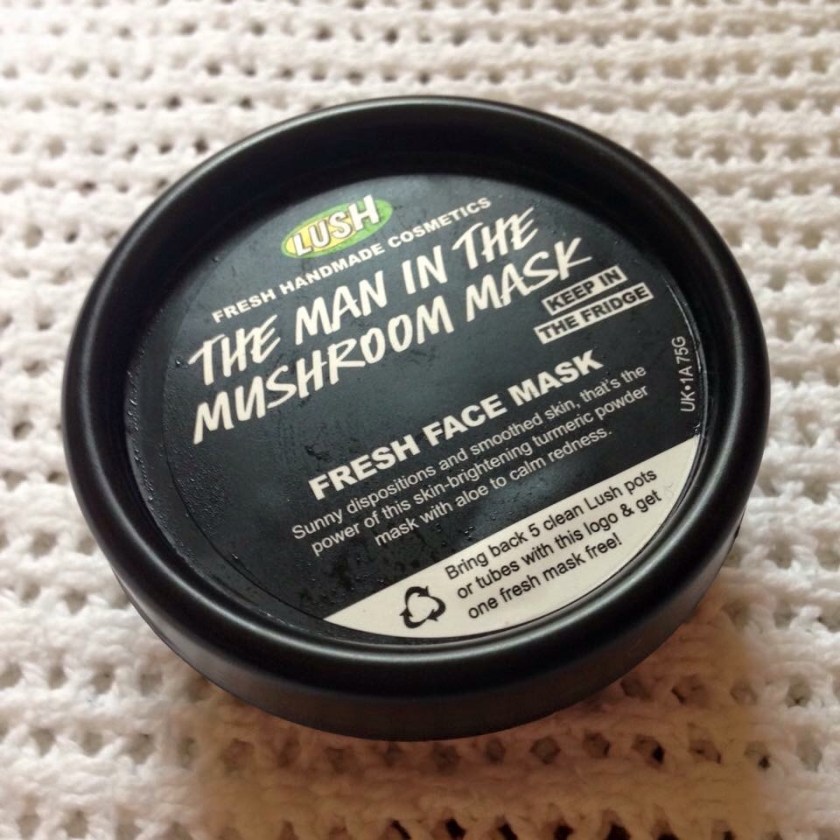 LUSH
FRESH HANDMADE COSMETICS
THE MAN IN THE
MUSHROOM MASK
KEEP IN
THE FRIDGE
UK•1A 75G
FRESH FACE MASK
Sunny dispositions and smoothed skin, that's the
power of this skin-brightening turmeric powder
mask with aloe to calm redness.
Bring back 5 clean Lush pots
or tubes with this logo & get
one fresh mask free!